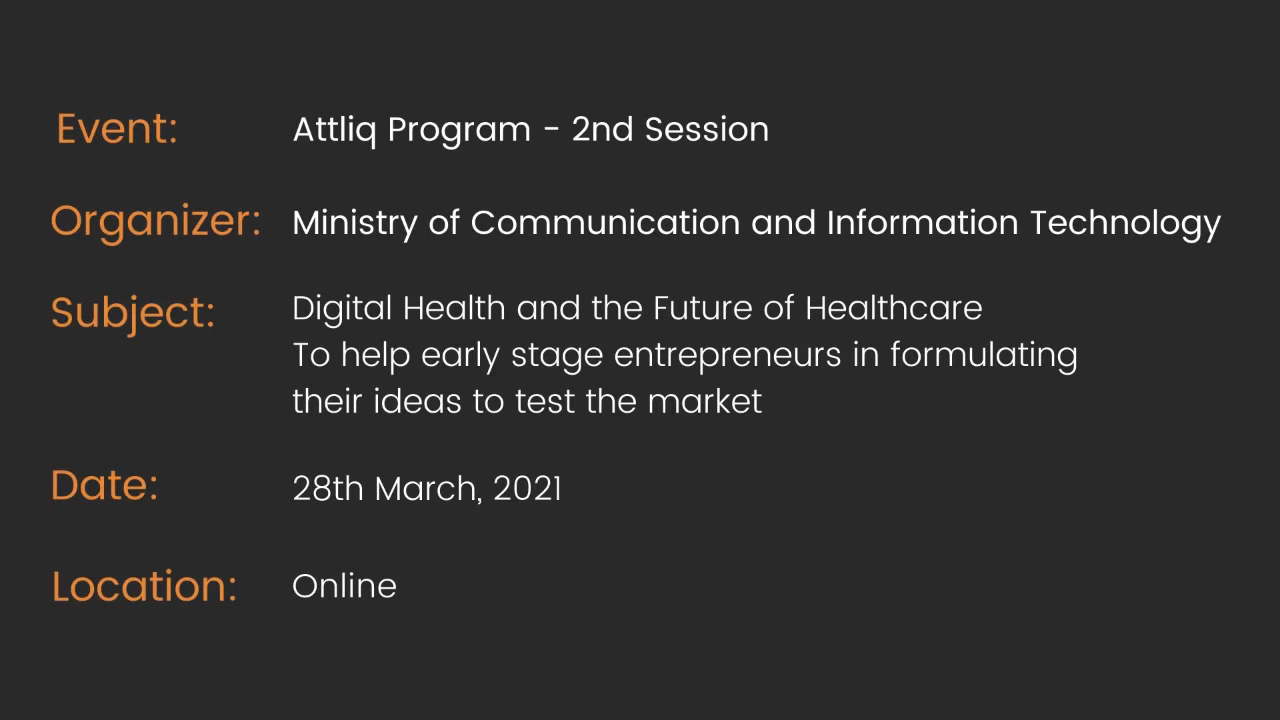 Event: Attliq Program - 2nd Session
Organizer: Ministry of Communication and Information Technology
Subject: Digital Health and the Future of Healthcare
To help early stage entrepreneurs in formulating
their ideas to test the market
Date: 28th March, 2021
Location: Online